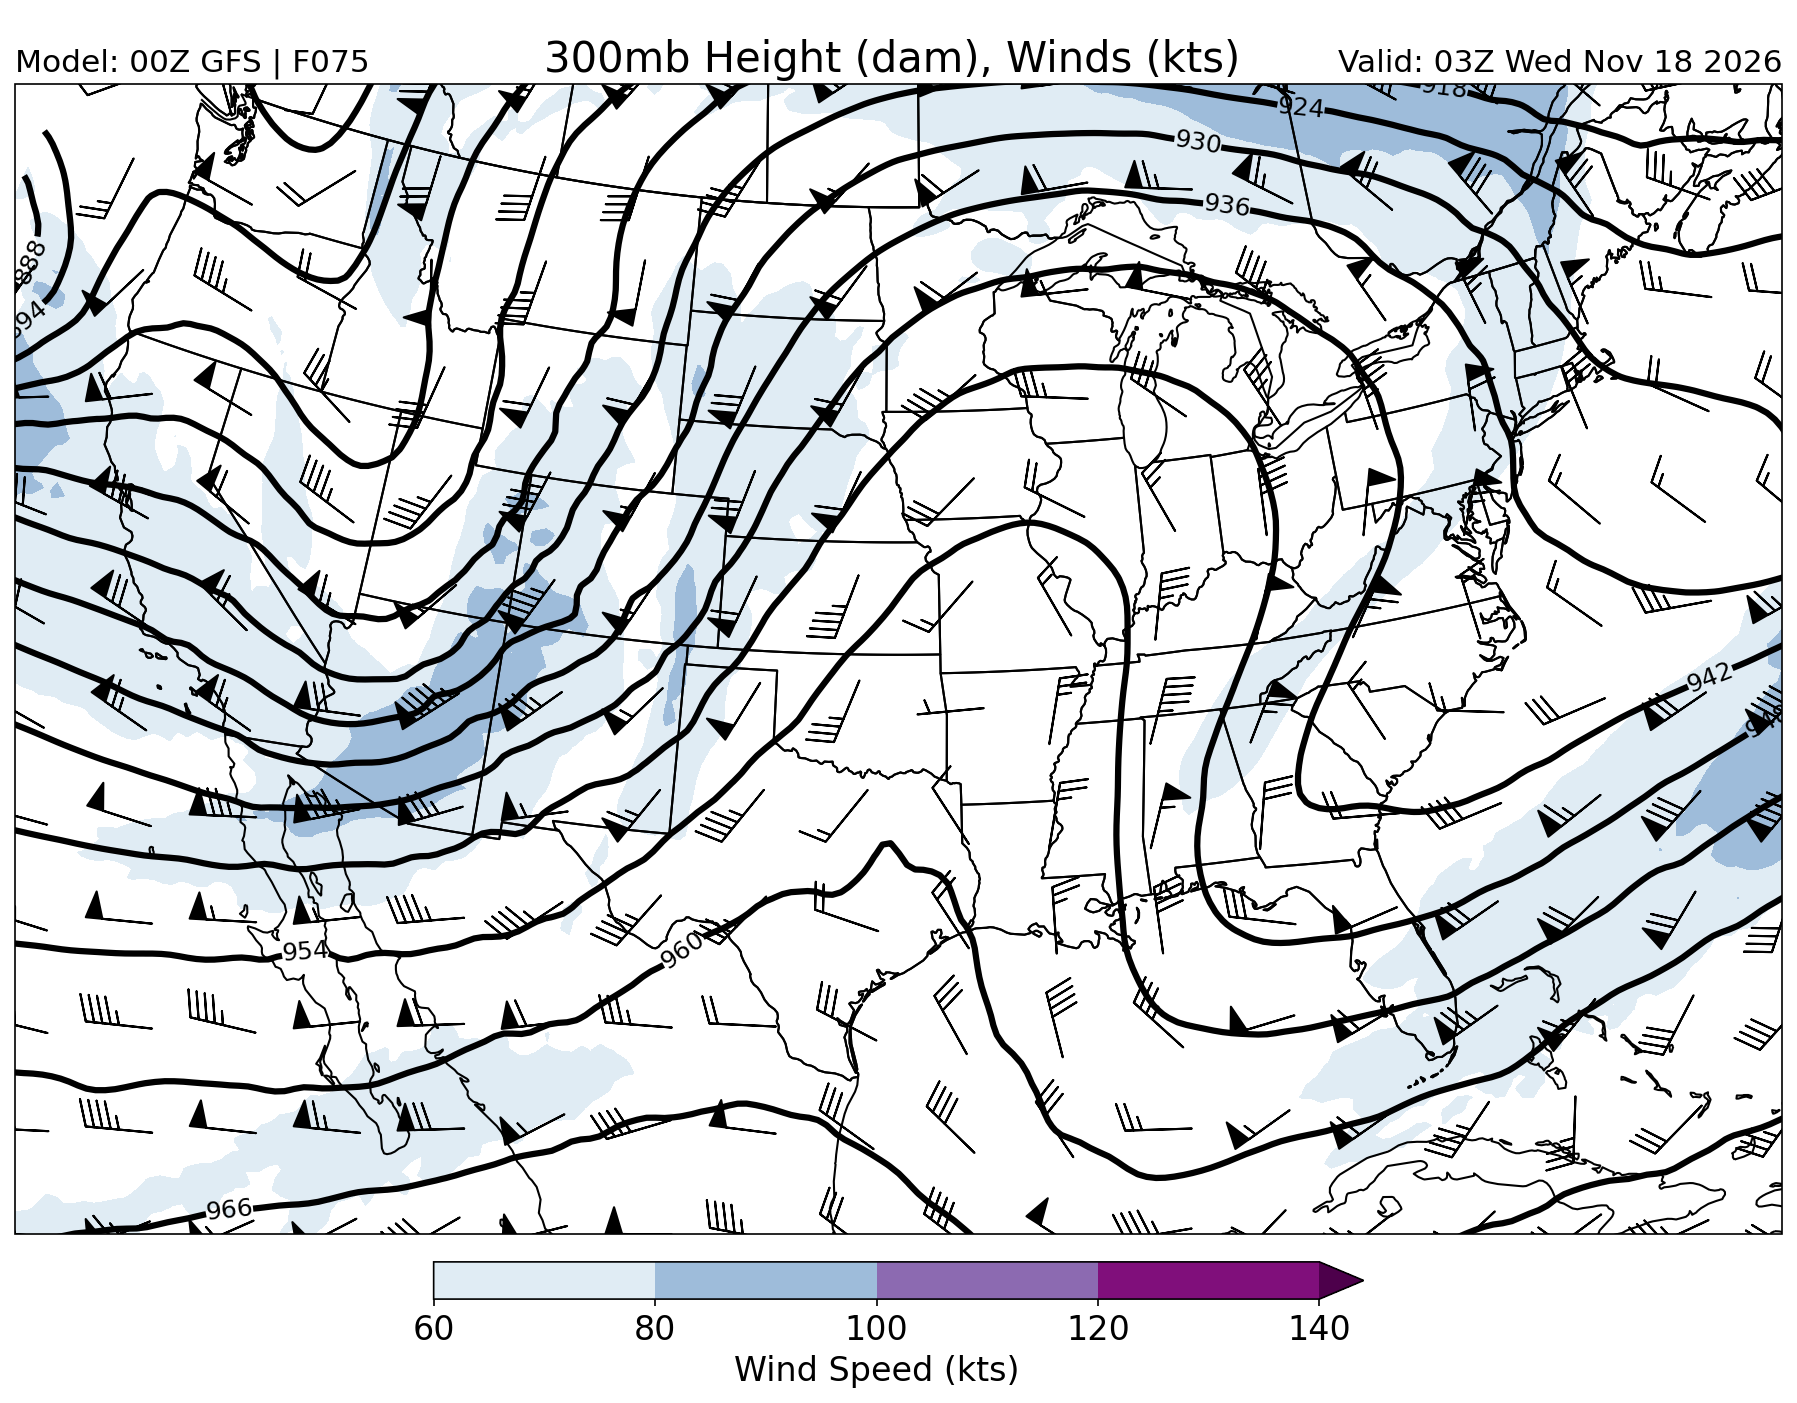 Model: 00Z GFS | F075
300mb Height (dam), Winds (kts)
Valid: 03Z Wed Nov 18 2026
918
924
930
936
888
894
942
948
954
960
966
60 80 100 120 140
Wind Speed (kts)